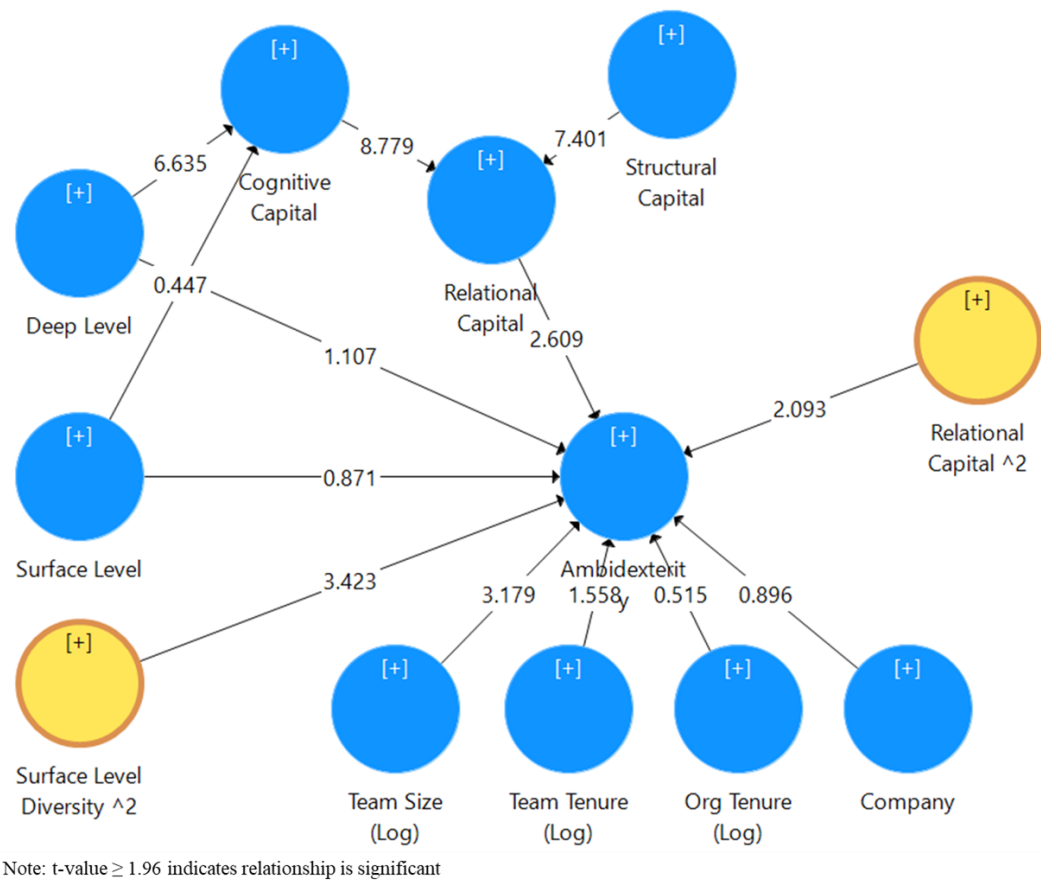 [+]
[+]
Cognitive
Capital
Structural
Capital
6.635
8.779
7.401
[+]
[+]
Relational
Capital
Deep Level
0.447
1.107
2.609
[+]
Relational
Capital ^2
2.093
[+]
Surface Level
0.871
[+]
Ambidexterit
y
3.423
3.179
1.558
0.515
0.896
[+]
Surface Level
Diversity ^2
[+]
[+]
[+]
[+]
Team Size
(Log)
Team Tenure
(Log)
Org Tenure
(Log)
Company
Note: t-value ≥ 1.96 indicates relationship is significant